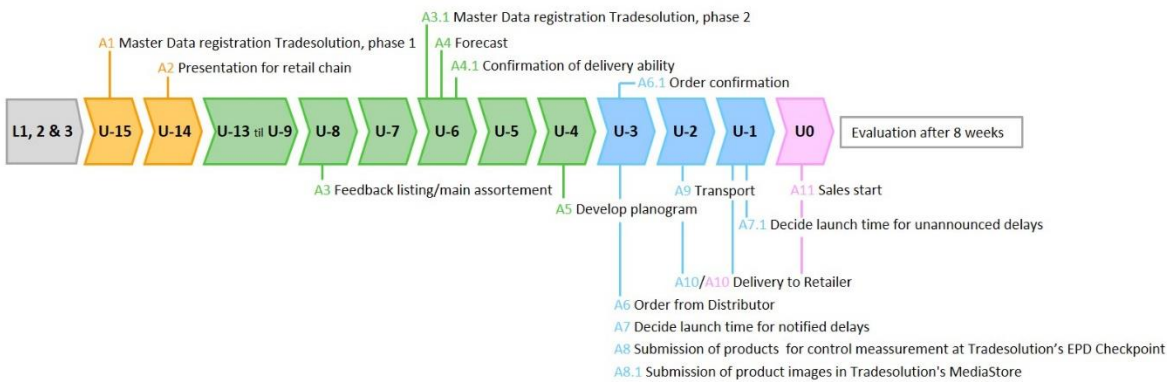 A3.1 Master Data registration Tradesolution, phase 2
A1 Master Data registration Tradesolution, phase 1
A4 Forecast
A2 Presentation for retail chain
A4.1 Confirmation of delivery ability
A6.1 Order confirmation
L1, 2 & 3
U-15
U-14
U-13 til U-9
U-8
U-7
U-6
U-5
U-4
U-3
U-2
U-1
U0
Evaluation after 8 weeks
A3 Feedback listing/main assortement
A9 Transport
A11 Sales start
A5 Develop planogram
A7.1 Decide launch time for unannounced delays
A10/A10 Delivery to Retailer
A6 Order from Distributor
A7 Decide launch time for notified delays
A8 Submission of products for control meassurement at Tradesolution’s EPD Checkpoint
A8.1 Submission of product images in Tradesolution's MediaStore